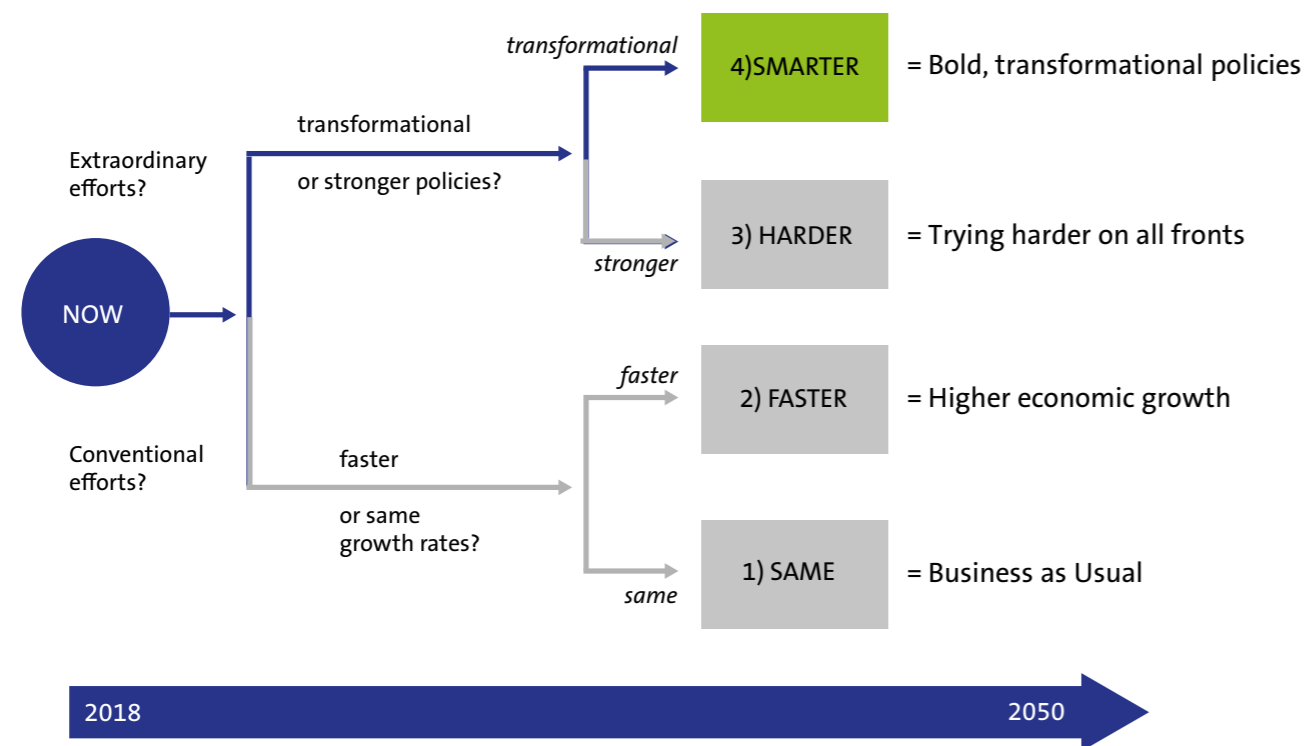 transformational
4)SMARTER
= Bold, transformational policies
transformational
or stronger policies?
Extraordinary
efforts?
3) HARDER
= Trying harder on all fronts
stronger
NOW
faster
2) FASTER
= Higher economic growth
Conventional
efforts?
faster
or same
growth rates?
1) SAME
= Business as Usual
same
2018
2050